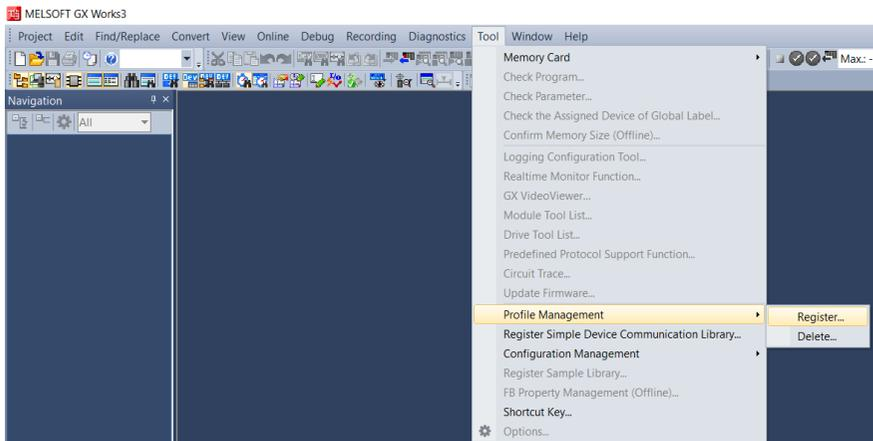 MELSOFT GX Works3
Project Edit Find/Replace Convert View Online Debug Recording Diagnostics Tool Window Help
Max.: -
Navigation
All
Memory Card
Check Program...
Check Parameter...
Check the Assigned Device of Global Label...
Confirm Memory Size (Offline)...
Logging Configuration Tool...
Realtime Monitor Function...
GX VideoViewer...
Module Tool List...
Drive Tool List...
Predefined Protocol Support Function...
Circuit Trace...
Update Firmware...
Profile Management
Register...
Register Simple Device Communication Library...
Delete...
Configuration Management
Register Sample Library...
FB Property Management (Offline)...
Shortcut Key...
Options...